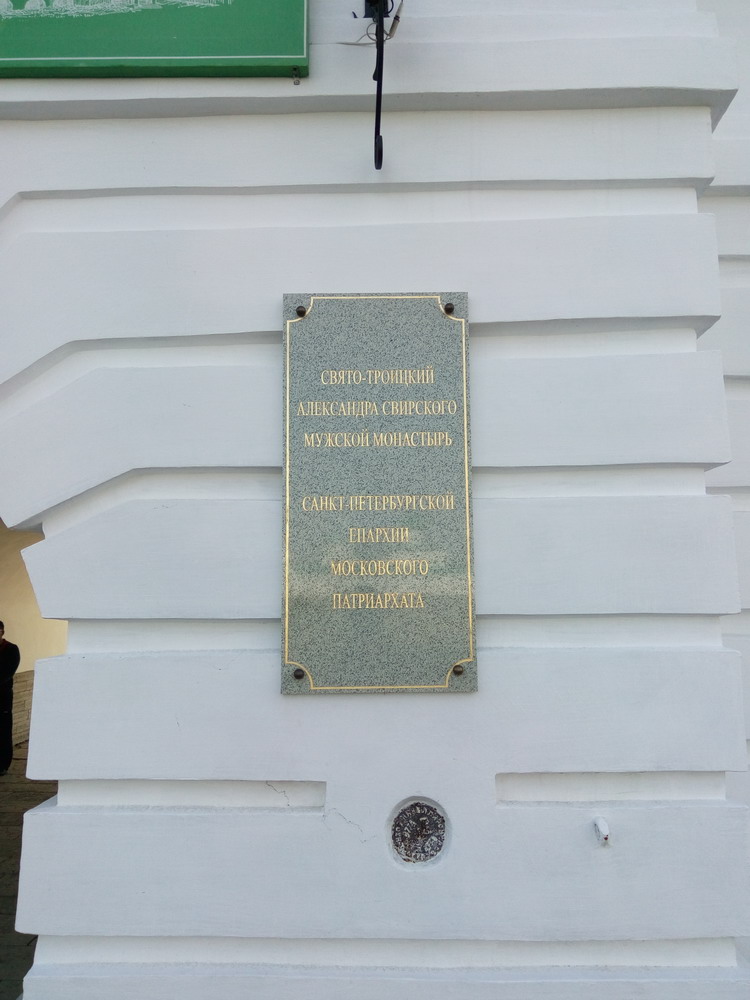 СВЯТО-ТРОИЦКИЙ
АЛЕКСАНДРА СВИРСКОГО
МУЖСКОЙ МОНАСТЫРЬ
САНКТ-ПЕТЕРБУРГСКОЙ
ЕПАРХИИ
МОСКОВСКОГО
ПАТРИАРХАТА